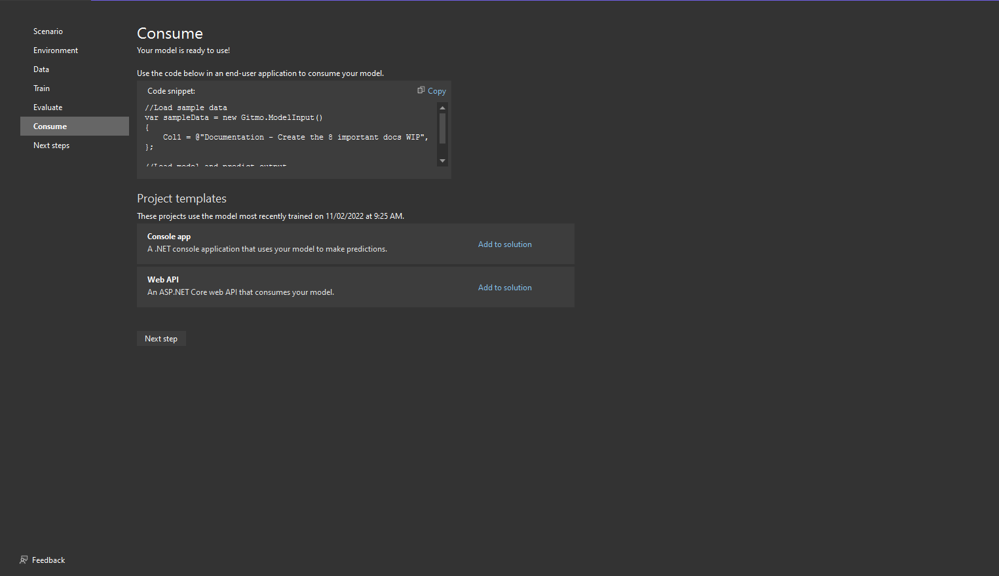 Scenario
Environment
Data
Train
Evaluate
Consume
Next steps
Consume
Your model is ready to use!
Use the code below in an end-user application to consume your model.
Code snippet:
Copy
//Load sample data
var sampleData = new Gitmo.ModelInput()
{
    Col1 = @"Documentation - Create the 8 important docs WIP",
};
//Load model and predict output
Project templates
These projects use the model most recently trained on 11/02/2022 at 9:25 AM.
Console app
A .NET console application that uses your model to make predictions.
Add to solution
Web API
An ASP.NET Core web API that consumes your model.
Add to solution
Next step
Feedback